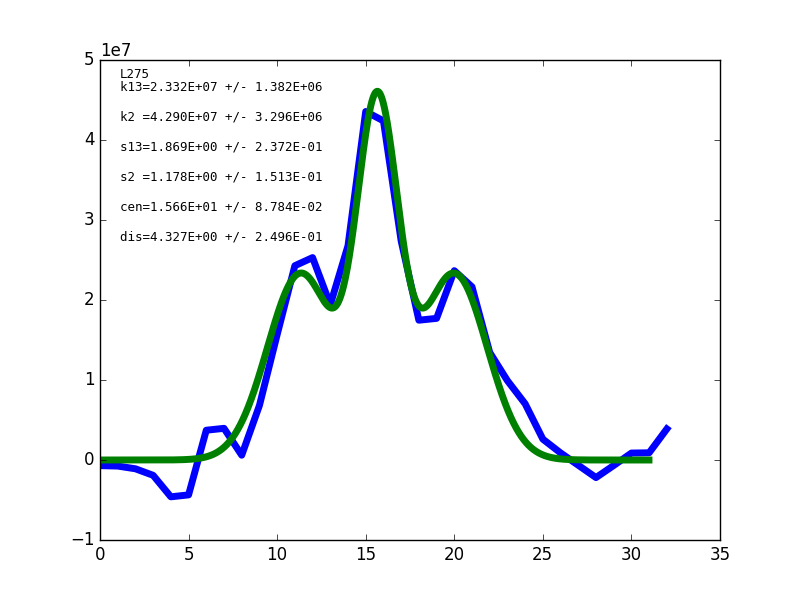 1e7
L275
k13=2.332E+07 +/- 1.382E+06
k2 =4.290E+07 +/- 3.296E+06
s13=1.869E+00 +/- 2.372E-01
s2 =1.178E+00 +/- 1.513E-01
cen=1.566E+01 +/- 8.784E-02
dis=4.327E+00 +/- 2.496E-01
5
4
3
2
1
0
−1
0 5 10 15 20 25 30 35